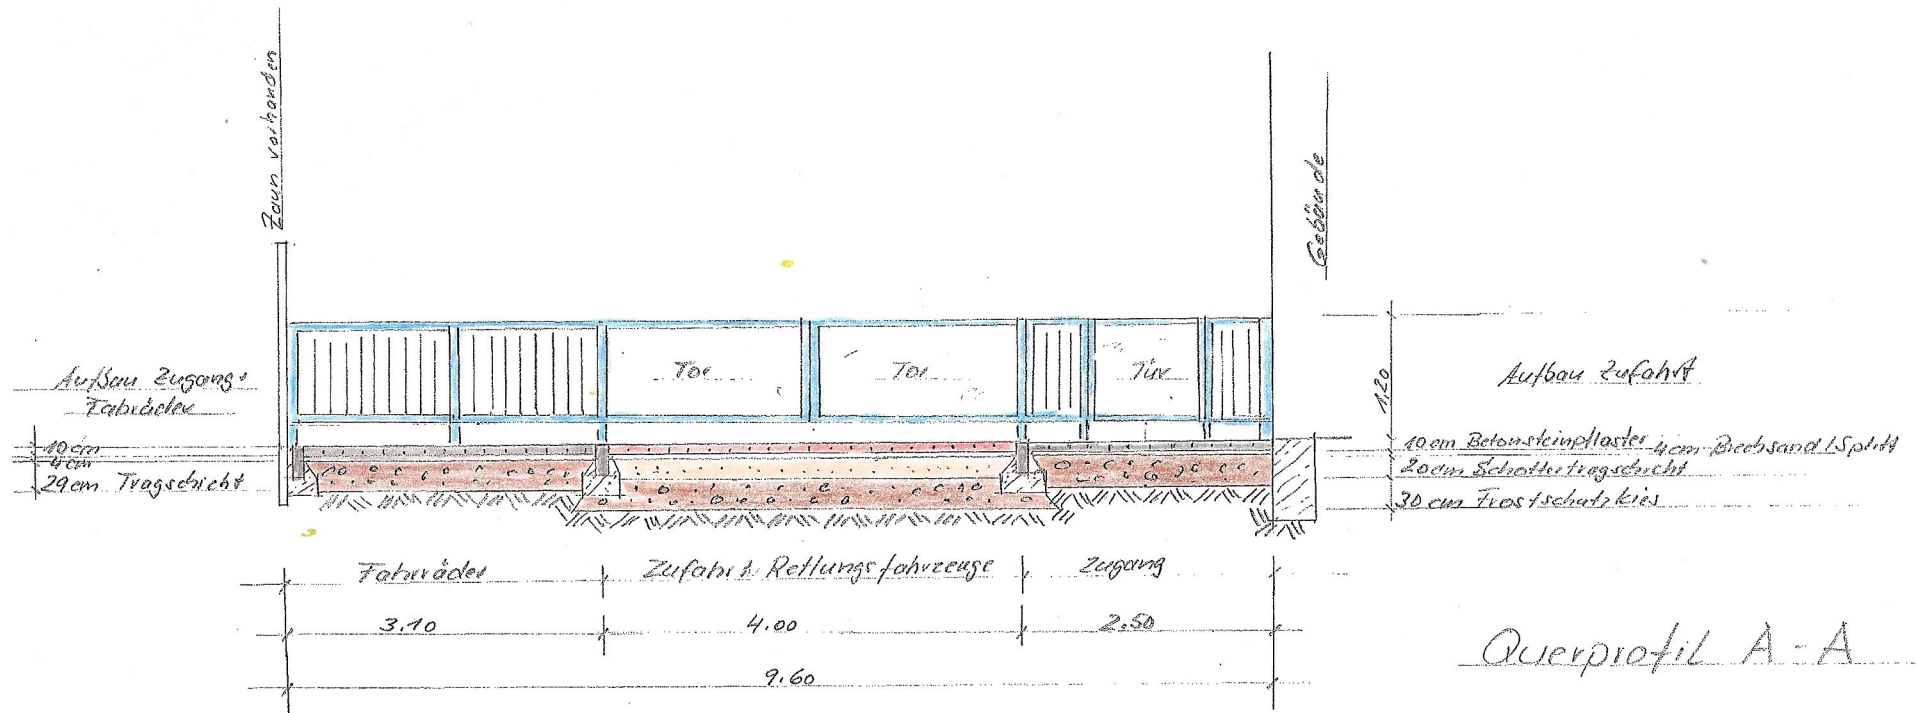 Zaun vorhanden
Gebäude
Tor
Tor
Tür
Aufbau Zugang +
Fahräder
10 cm
4 cm
29 cm Tragschicht
Aufbau Zufahrt
1,20
10 cm Betonsteinpflaster 4 cm Brechsand / Splitt
20 cm Schottertragschicht
30 cm Frostschutzkies
Fahrräder
Zufahrt Rettungsfahrzeuge
Zugang
3.10
4.00
2.50
9.60
Querprofil A - A